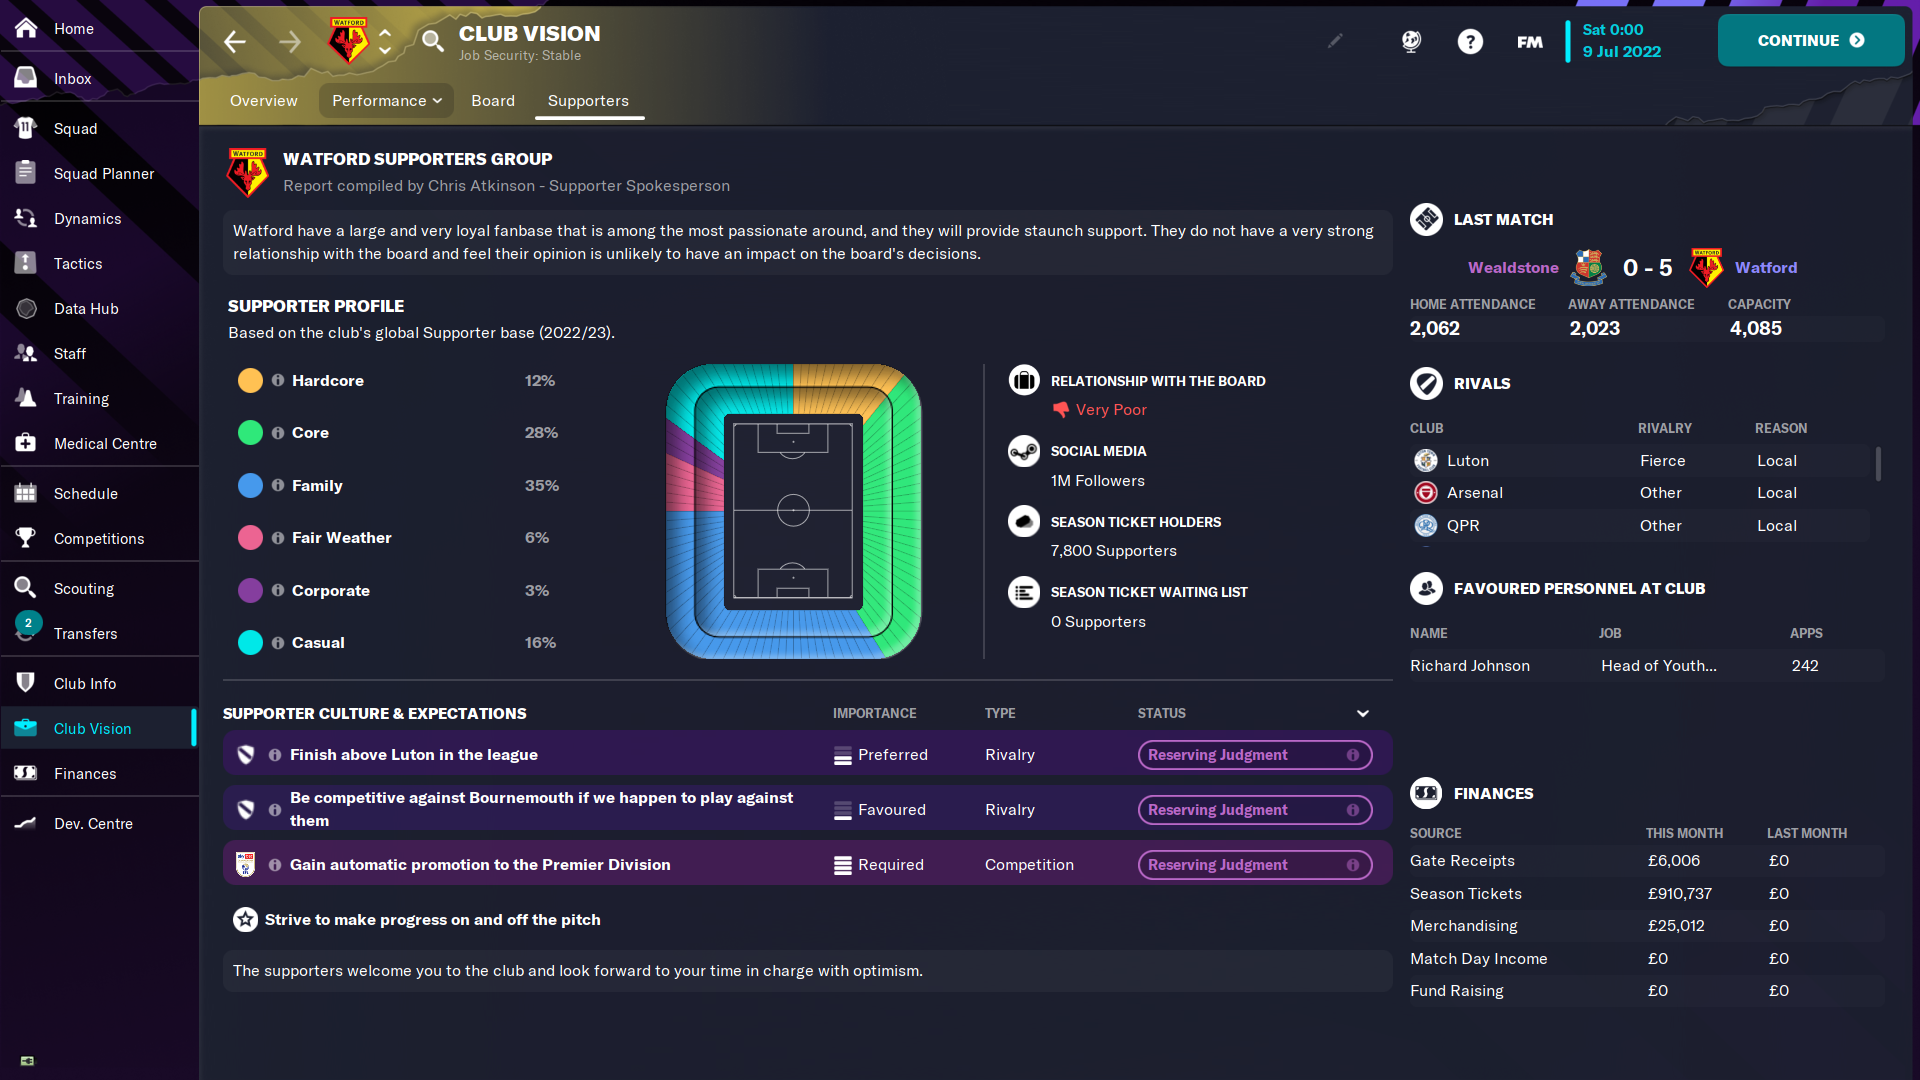 Home
Inbox
Squad
Squad Planner
Dynamics
Tactics
Data Hub
Staff
Training
Medical Centre
Schedule
Competitions
Scouting
2
Transfers
Club Info
Club Vision
Finances
Dev. Centre
WATFORD
CLUB VISION
Job Security: Stable
?
FM
Sat 0:00
9 Jul 2022
CONTINUE
Overview
Performance
Board
Supporters
WATFORD
WATFORD SUPPORTERS GROUP
Report compiled by Chris Atkinson - Supporter Spokesperson
Watford have a large and very loyal fanbase that is among the most passionate around, and they will provide staunch support. They do not have a very strong
relationship with the board and feel their opinion is unlikely to have an impact on the board's decisions.
SUPPORTER PROFILE
Based on the club's global Supporter base (2022/23).
Hardcore 12%
Core 28%
Family 35%
Fair Weather 6%
Corporate 3%
Casual 16%
RELATIONSHIP WITH THE BOARD
Very Poor
SOCIAL MEDIA
1M Followers
SEASON TICKET HOLDERS
7,800 Supporters
SEASON TICKET WAITING LIST
0 Supporters
SUPPORTER CULTURE & EXPECTATIONS IMPORTANCE TYPE STATUS
Finish above Luton in the league Preferred Rivalry Reserving Judgment
Be competitive against Bournemouth if we happen to play against
them Favoured Rivalry Reserving Judgment
Gain automatic promotion to the Premier Division Required Competition Reserving Judgment
Strive to make progress on and off the pitch
The supporters welcome you to the club and look forward to your time in charge with optimism.
LAST MATCH
Wealdstone 0 - 5 WATFORD Watford
HOME ATTENDANCE AWAY ATTENDANCE CAPACITY
2,062 2,023 4,085
RIVALS
CLUB RIVALRY REASON
Luton Fierce Local
Arsenal Other Local
QPR Other Local
FAVOURED PERSONNEL AT CLUB
NAME JOB APPS
Richard Johnson Head of Youth... 242
FINANCES
SOURCE THIS MONTH LAST MONTH
Gate Receipts £6,006 £0
Season Tickets £910,737 £0
Merchandising £25,012 £0
Match Day Income £0 £0
Fund Raising £0 £0